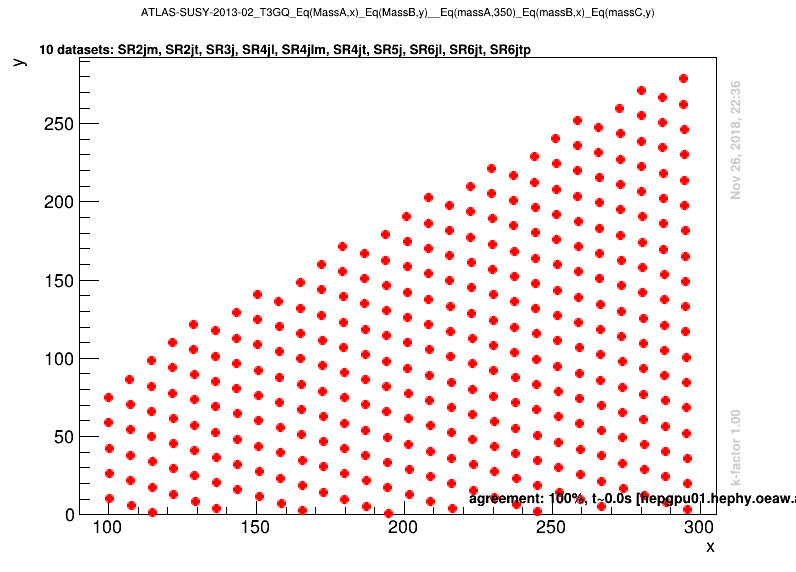 ATLAS-SUSY-2013-02_T3GQ_Eq(MassA,x)_Eq(MassB,y)__Eq(massA,350)_Eq(massB,x)_Eq(massC,y)
10 datasets: SR2jm, SR2jt, SR3j, SR4jl, SR4jlm, SR4jt, SR5j, SR6jl, SR6jt, SR6jtp
y
250
200
150
100
50
0
100
150
200
250
300
x
agreement: 100%, t~0.0s [hepgpu01.hephy.oeaw.a
Nov 26, 2018, 22:36
k-factor 1.00